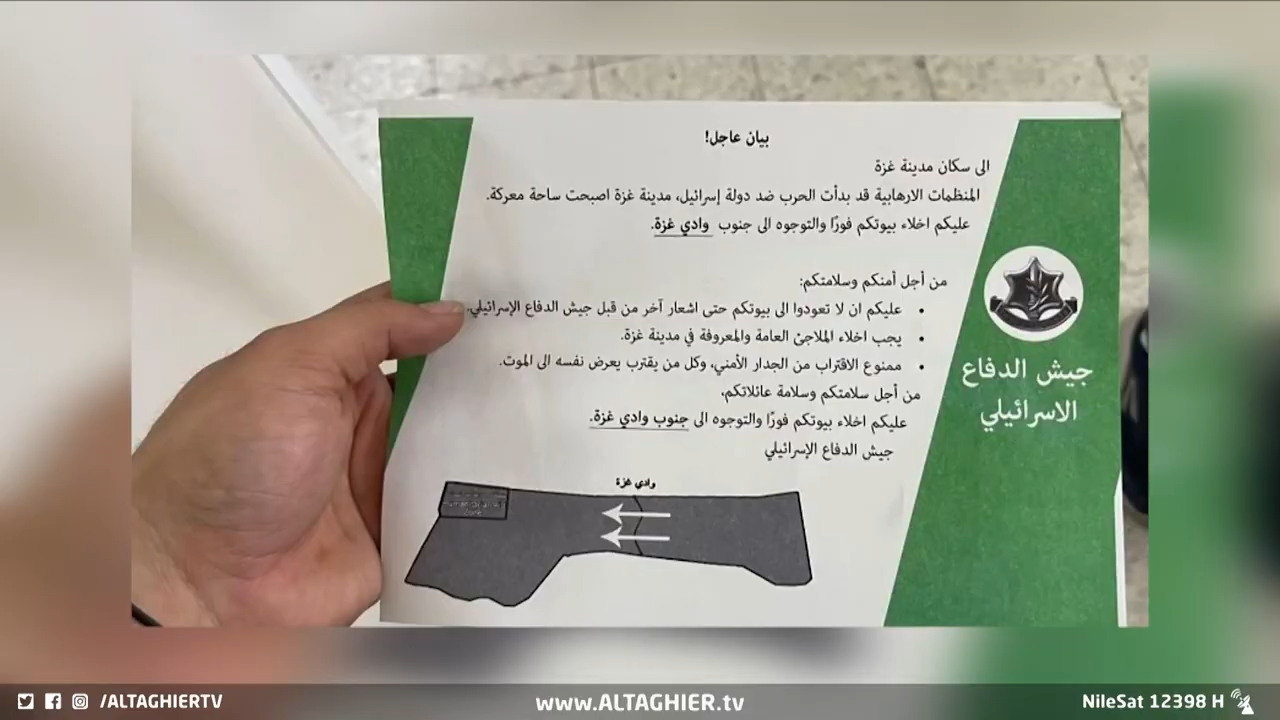 بيان عاجل!
الى سكان مدينة غزة
المنظمات الارهابية قد بدأت الحرب ضد دولة إسرائيل، مدينة غزة اصبحت ساحة معركة.
عليكم اخلاء بيوتكم فورًا والتوجوه الى جنوب وادي غزة.
من أجل أمنكم وسلامتكم:
• عليكم ان لا تعودوا الى بيوتكم حتى اشعار آخر من قبل جيش الدفاع الإسرائيلي.
• يجب اخلاء الملاجئ العامة والمعروفة في مدينة غزة.
• ممنوع الاقتراب من الجدار الأمني، وكل من يقترب يعرض نفسه الى الموت.
من أجل سلامتكم وسلامة عائلاتكم،
عليكم اخلاء بيوتكم فورًا والتوجوه الى جنوب وادي غزة.
جيش الدفاع الإسرائيلي
جيش الدفاع
الاسرائيلي
وادي غزة
/ALTAGHIERTV
www.ALTAGHIER.tv
NileSat 12398 H